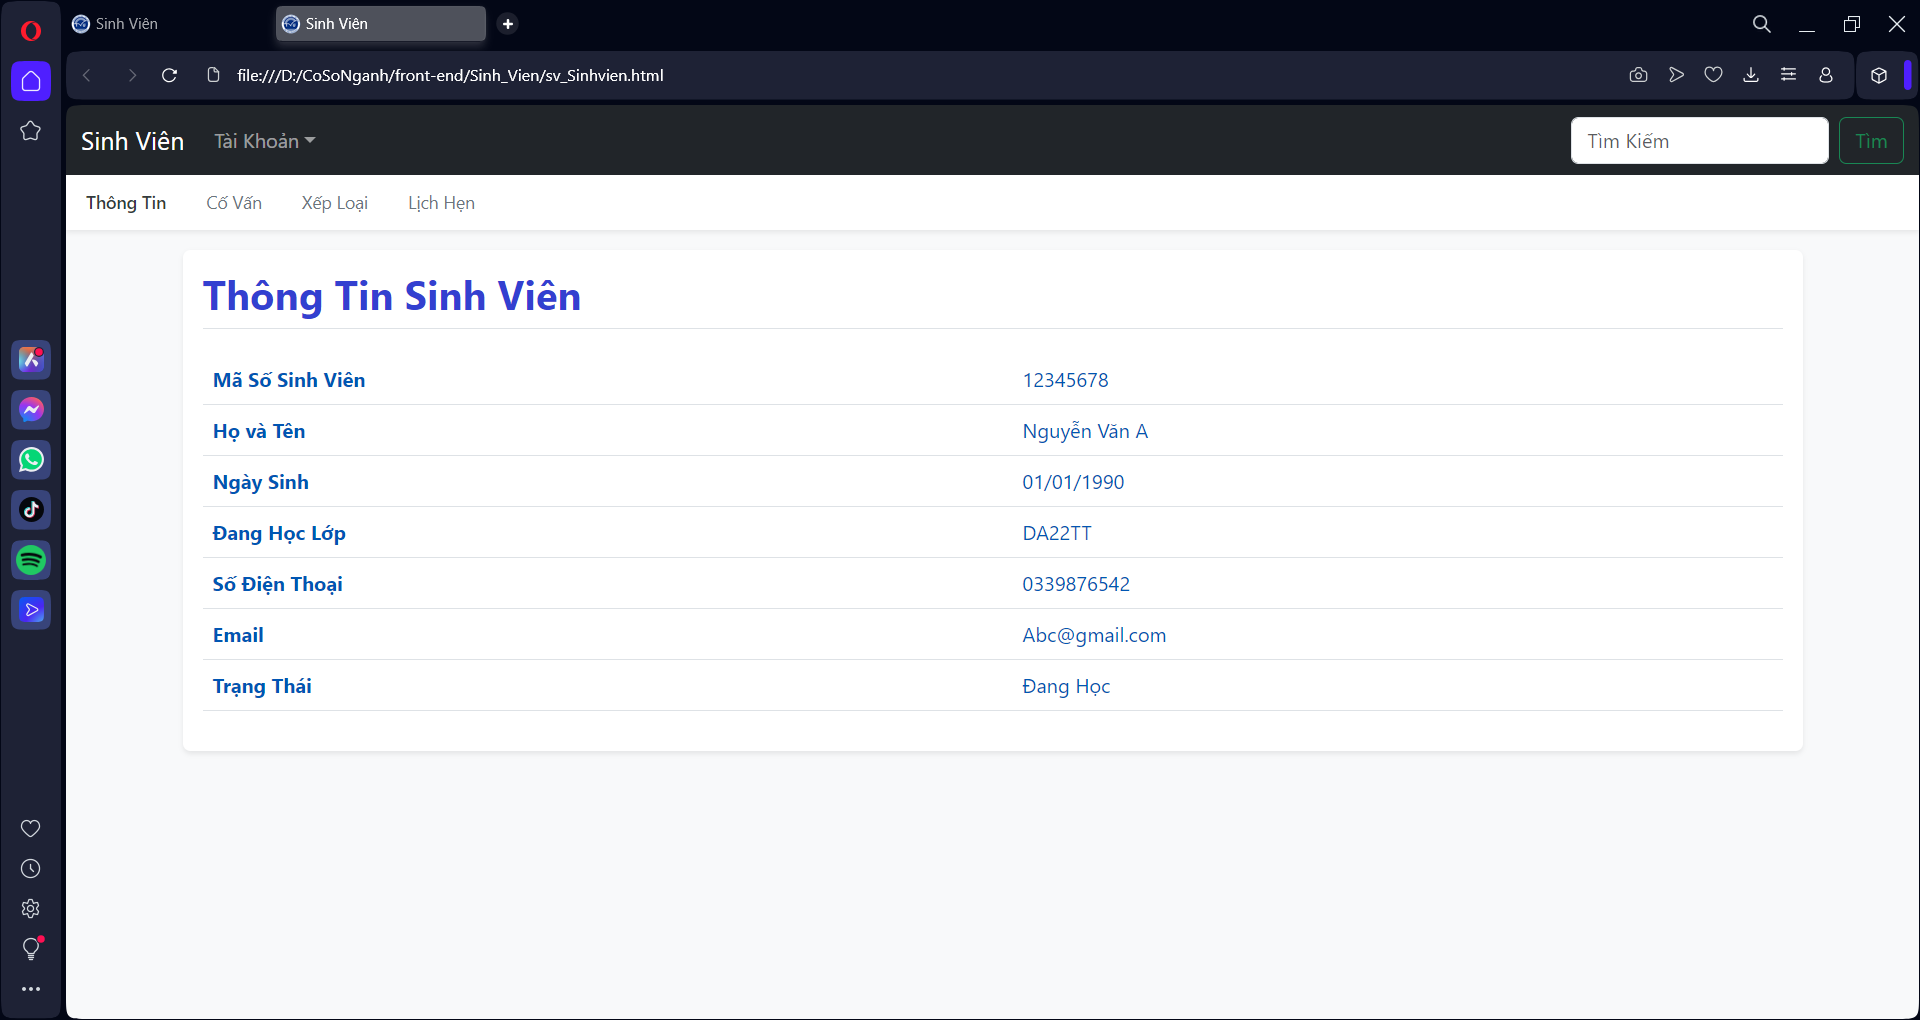 Sinh Viên
Sinh Viên
file:///D:/CoSoNganh/front-end/Sinh_Vien/sv_Sinhvien.html
Sinh Viên
Tài Khoản
Tìm Kiếm
Tìm
Thông Tin
Cố Vấn
Xếp Loại
Lịch Hẹn
Thông Tin Sinh Viên
Mã Số Sinh Viên 12345678
Họ và Tên Nguyễn Văn A
Ngày Sinh 01/01/1990
Đang Học Lớp DA22TT
Số Điện Thoại 0339876542
Email Abc@gmail.com
Trạng Thái Đang Học